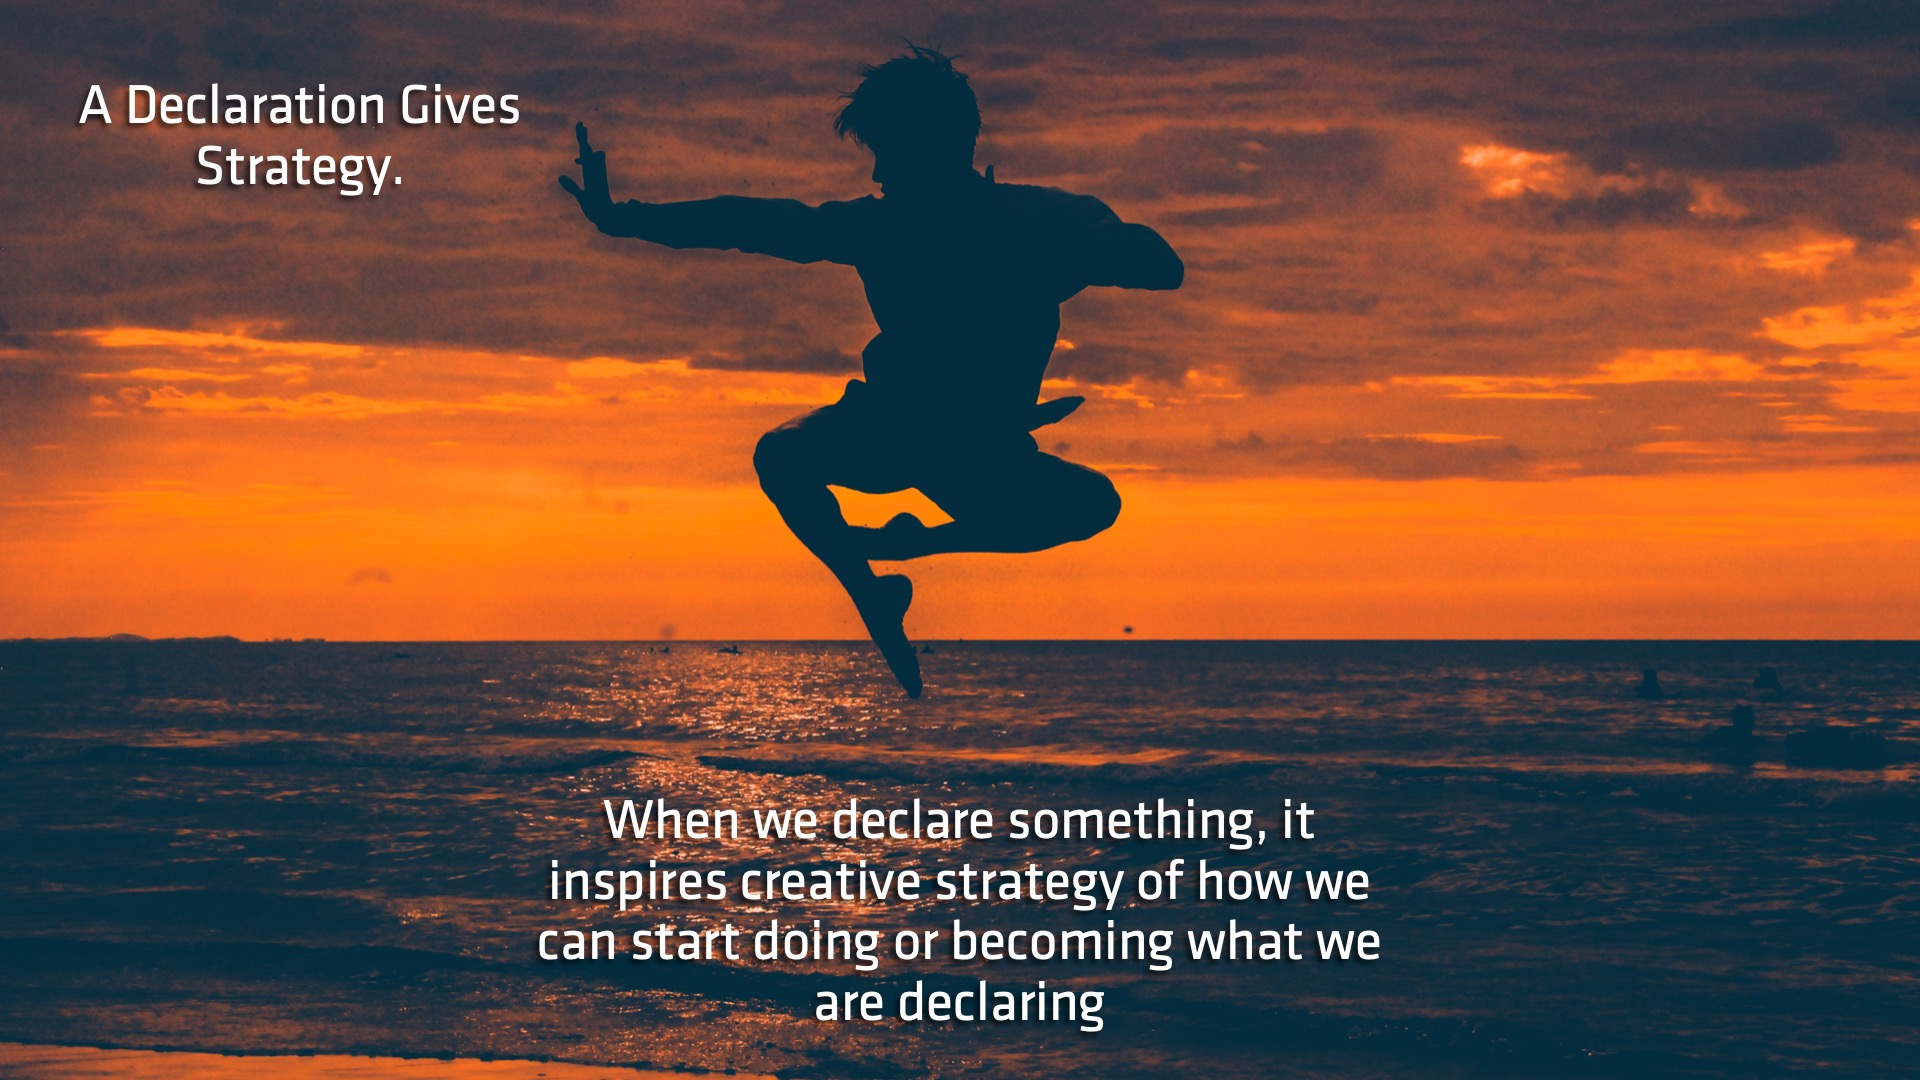 A Declaration Gives
Strategy.
When we declare something, it
inspires creative strategy of how we
can start doing or becoming what we
are declaring